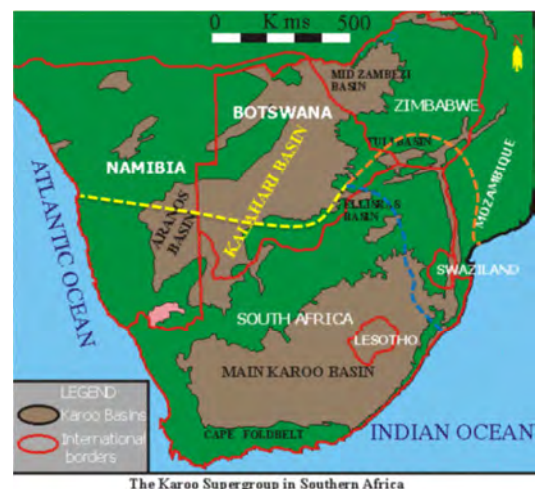 0 K ms 500
N
MID ZAMBEZI
BASIN
ZIMBABWE
BOTSWANA
TULI BASIN
NAMIBIA
MOZAMBIQUE
KALAHARI BASIN
ARANOS
BASIN
ELLISRAS
BASIN
ATLANTIC OCEAN
SWAZILAND
SOUTH AFRICA
LESOTHO
MAIN KAROO BASIN
LEGEND
Karoo Basins
International
borders
CAPE FOLDBELT
INDIAN OCEAN
The Karoo Supergroup in Southern Africa